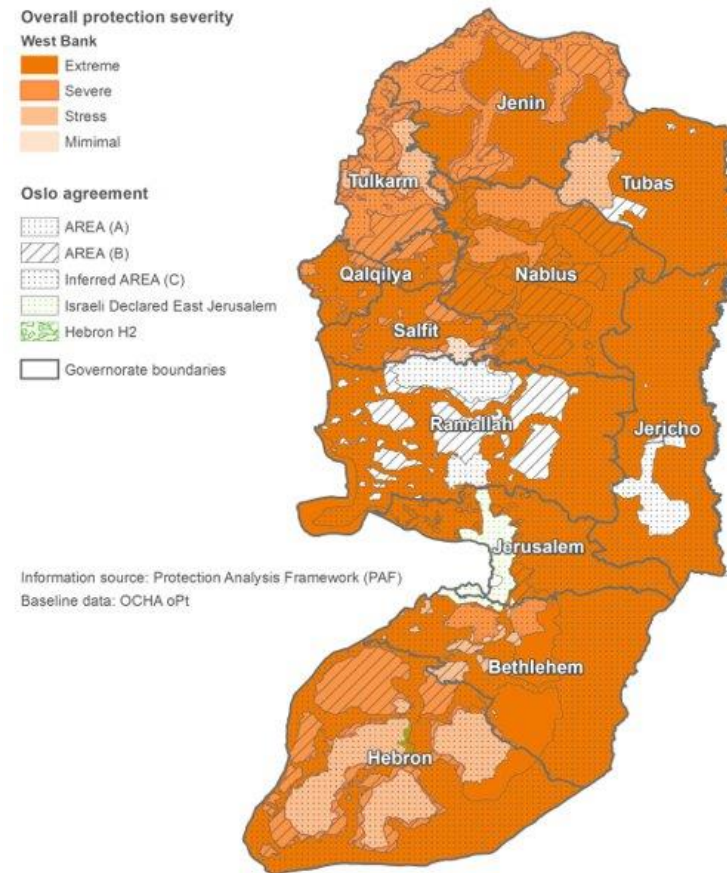 Overall protection severity
West Bank
Extreme
Severe
Stress
Mimimal
Oslo agreement
AREA (A)
AREA (B)
Inferred AREA (C)
Israeli Declared East Jerusalem
Hebron H2
Governorate boundaries
Jenin
Tulkarm
Tubas
Qalqilya
Nablus
Salfit
Ramallah
Jericho
Jerusalem
Information source: Protection Analysis Framework (PAF)
Baseline data: OCHA oPt
Bethlehem
Hebron